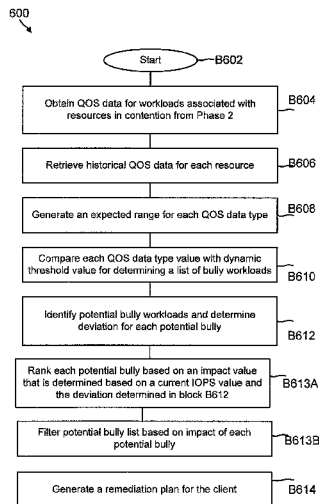 600
Start
B602
Obtain QOS data for workloads associated with
resources in contention from Phase 2
B604
Retrieve historical QOS data for each resource
B606
Generate an expected range for each QOS data type
B608
Compare each QOS data type value with dynamic
threshold value for determining a list of bully workloads
B610
Identify potential bully workloads and determine
deviation for each potential bully
B612
Rank each potential bully based on an impact value
that is determined based on a current IOPS value and
the deviation determined in block B612
B613A
Filter potential bully list based on impact of each
potential bully
B613B
Generate a remediation plan for the client
B614